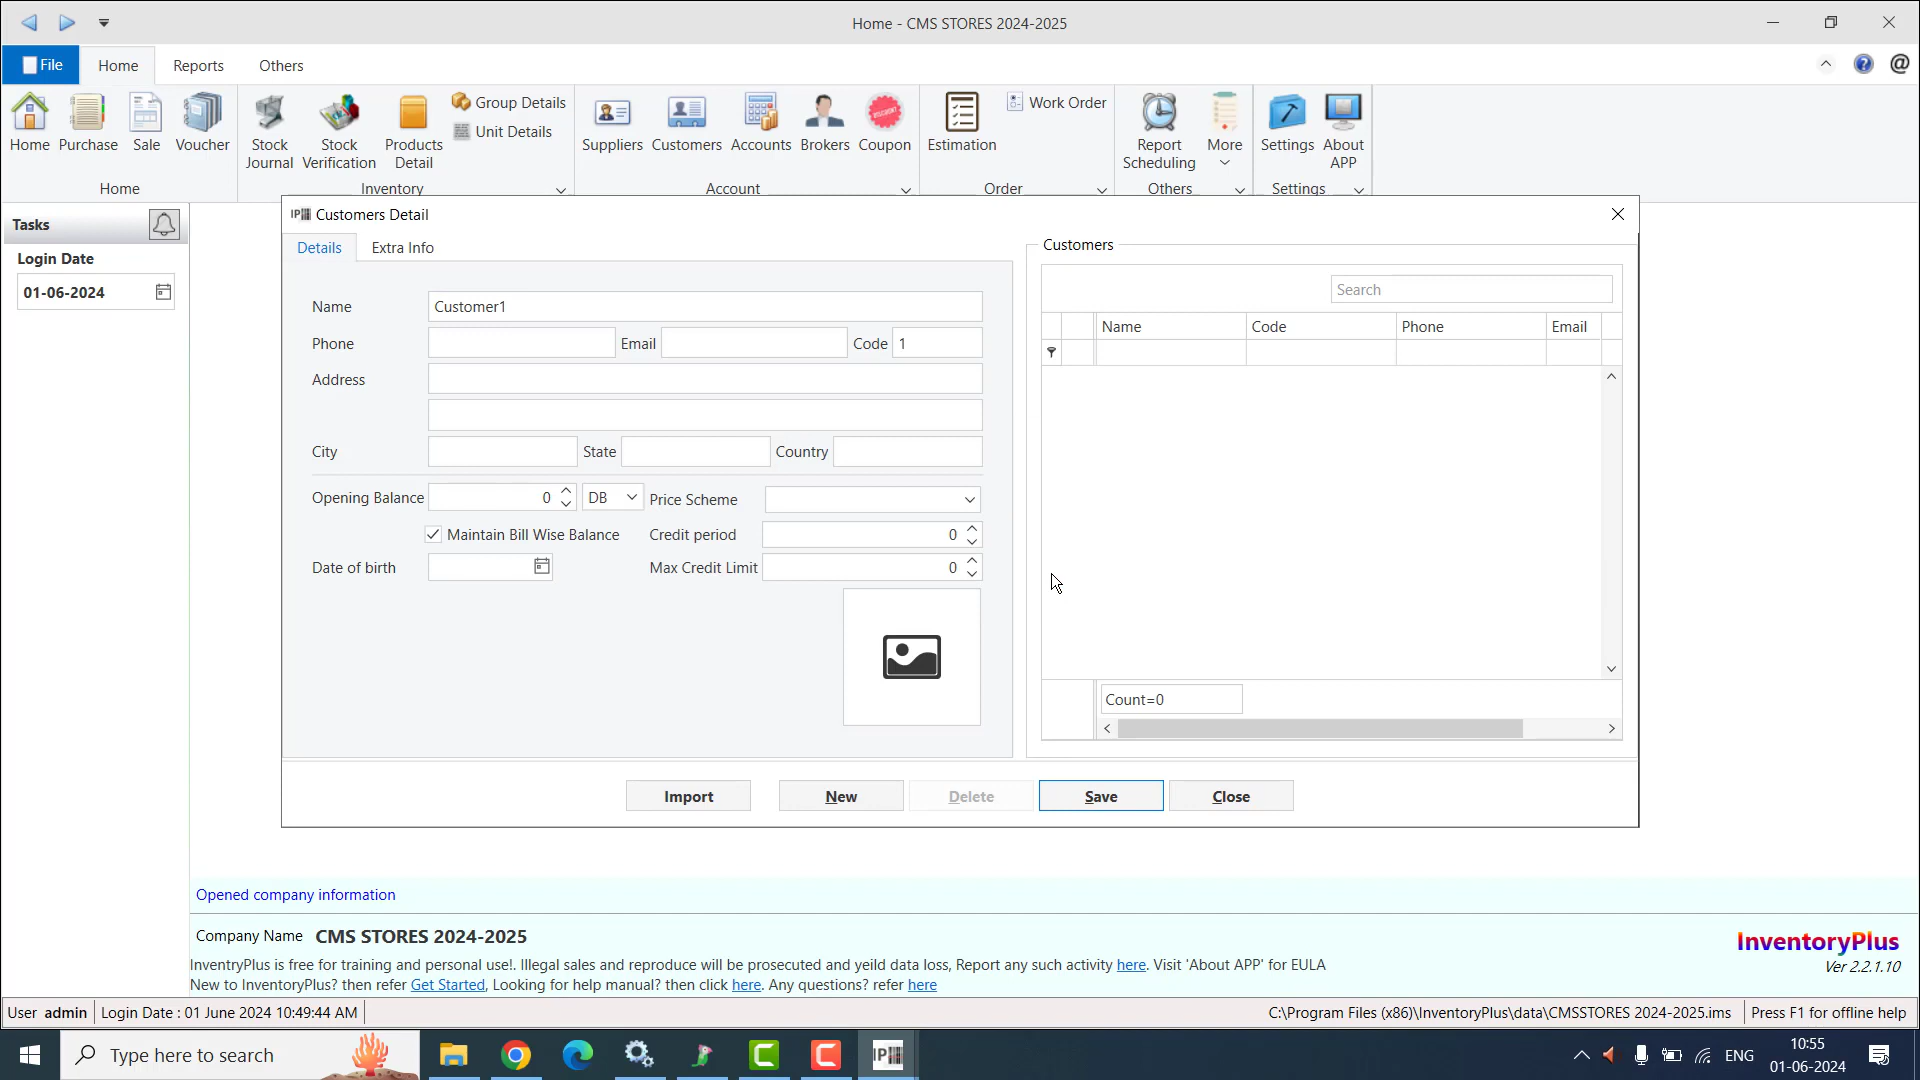 Home - CMS STORES 2024-2025
File Home Reports Others
@
Home
Purchase
Sale
Voucher
Home
Stock Journal
Stock Verification
Products Detail
Group Details
Unit Details
Inventory
Suppliers
Customers
Accounts
Brokers
Coupon
Account
Estimation
Work Order
Order
Report Scheduling
More
Others
Settings
About APP
Settings
Tasks
Login Date
01-06-2024
IP Customers Detail
Details Extra Info
Name Customer1
Phone Email Code 1
Address
City State Country
Opening Balance 0 DB Price Scheme
Maintain Bill Wise Balance Credit period 0
Date of birth Max Credit Limit 0
Customers
Search
Name Code Phone Email
Count=0
Import New Delete Save Close
Opened company information
Company Name CMS STORES 2024-2025
InventoryPlus
Ver 2.2.1.10
InventryPlus is free for training and personal use!. Illegal sales and reproduce will be prosecuted and yeild data loss, Report any such activity here. Visit 'About APP' for EULA
New to InventoryPlus? then refer Get Started, Looking for help manual? then click here. Any questions? refer here
User admin Login Date : 01 June 2024 10:49:44 AM C:\Program Files (x86)\InventoryPlus\data\CMSSTORES 2024-2025.ims Press F1 for offline help
Type here to search
IP
ENG
10:55
01-06-2024